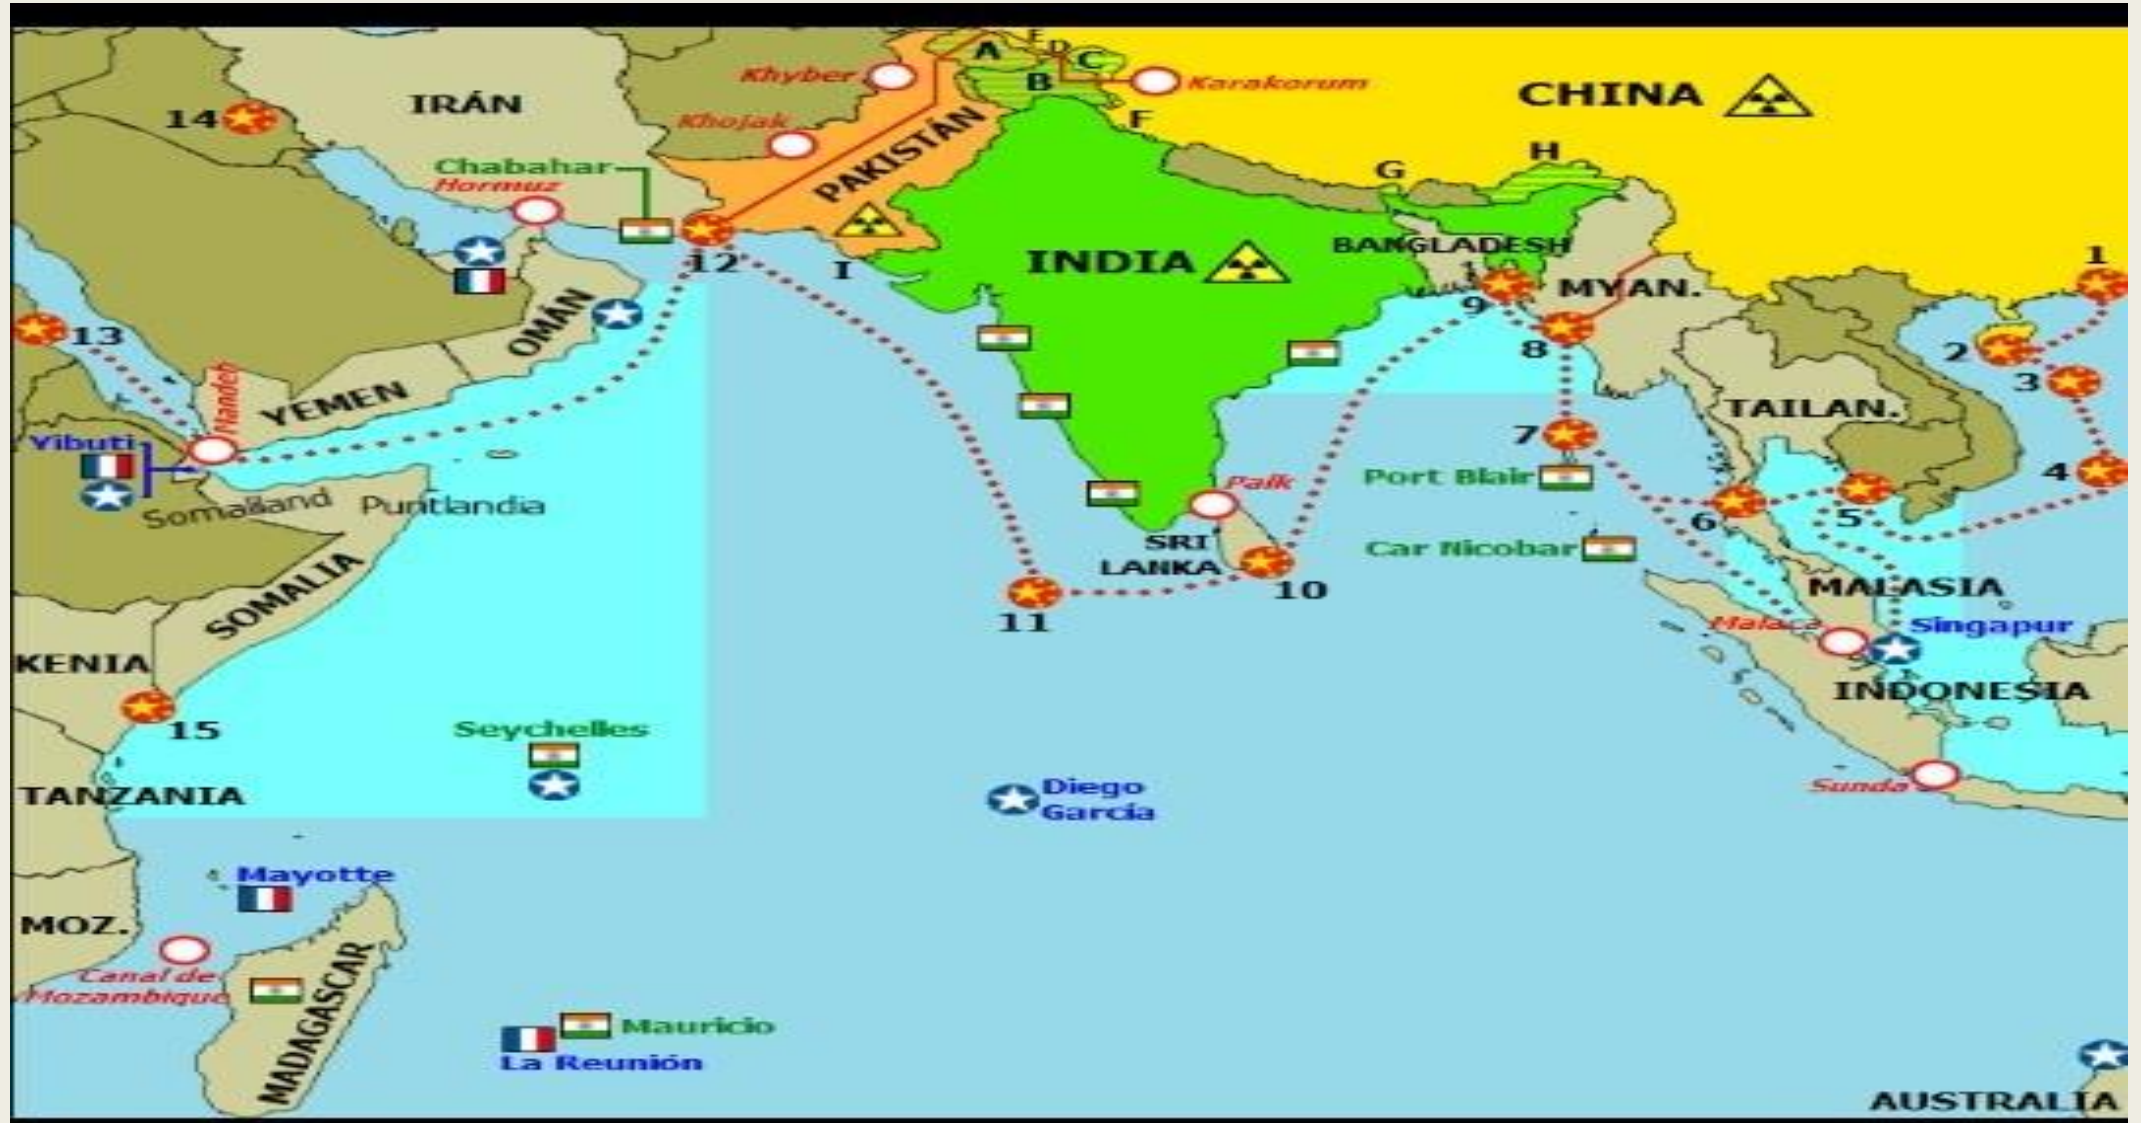 A
E
D
C
B
Khyber
Karakorum
CHINA
IRÁN
14
Khojak
F
PAKISTÁN
H
G
Chabahar
Hormuz
BANGLADESH
INDIA
12
I
1
MYAN.
1
9
OMÁN
13
8
2
3
Mandeb
YEMEN
TAILAN.
7
Yibuti
Port Blair
4
Palk
Somaliland
Puntlandia
6
5
SRI
LANKA
Car Nicobar
10
MALASIA
SOMALIA
11
Malaca
Singapur
KENIA
INDONESIA
15
Seychelles
Sunda
TANZANIA
Diego
García
Mayotte
MOZ.
Canal de
Mozambique
MADAGASCAR
Mauricio
La Reunión
AUSTRALIA